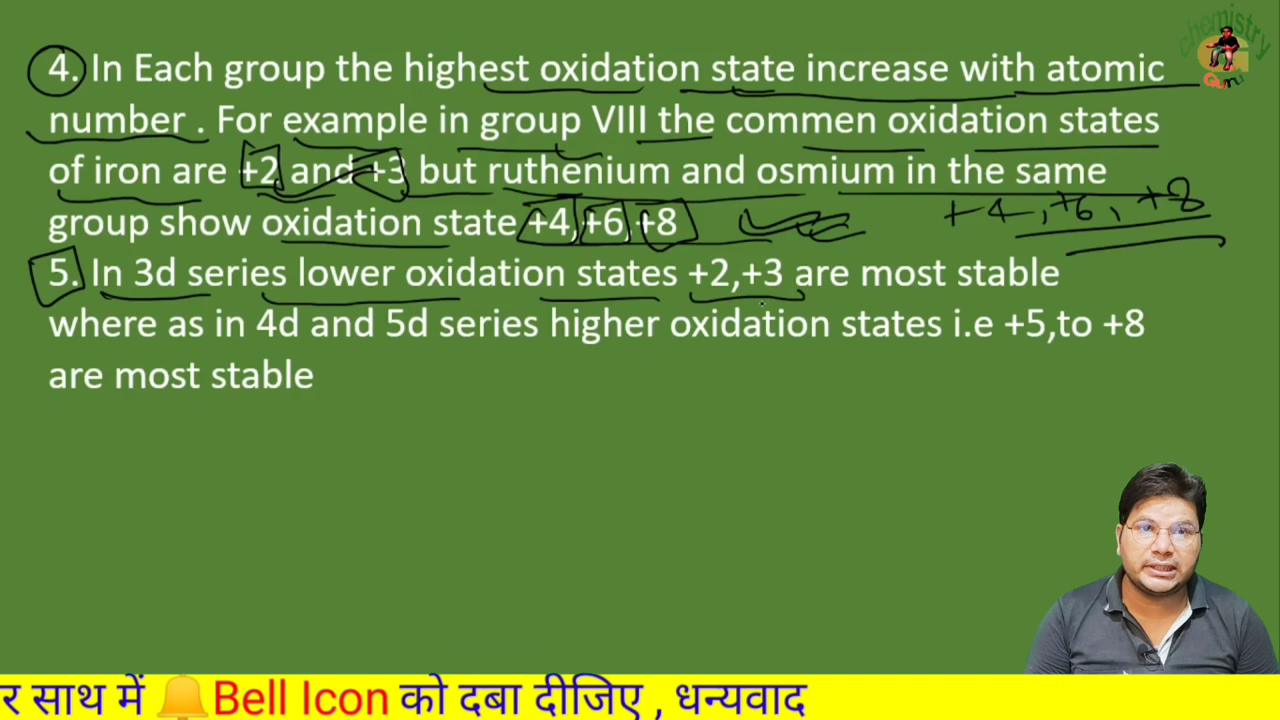 chemistry
Guru
4. In Each group the highest oxidation state increase with atomic
number . For example in group VIII the commen oxidation states
of iron are +2 and +3 but ruthenium and osmium in the same
group show oxidation state +4,+6,+8
+4,+6,+8
5. In 3d series lower oxidation states +2,+3 are most stable
where as in 4d and 5d series higher oxidation states i.e +5,to +8
are most stable
र साथ में 🔔Bell Icon को दबा दीजिए , धन्यवाद